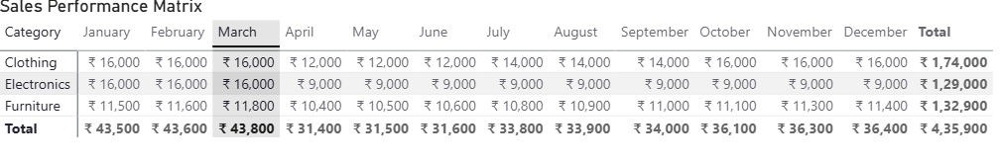 Sales Performance Matrix
Category January February March April May June July August September October November December Total
Clothing ₹ 16,000 ₹ 16,000 ₹ 16,000 ₹ 12,000 ₹ 12,000 ₹ 12,000 ₹ 14,000 ₹ 14,000 ₹ 14,000 ₹ 16,000 ₹ 16,000 ₹ 16,000 ₹ 1,74,000
Electronics ₹ 16,000 ₹ 16,000 ₹ 16,000 ₹ 9,000 ₹ 9,000 ₹ 9,000 ₹ 9,000 ₹ 9,000 ₹ 9,000 ₹ 9,000 ₹ 9,000 ₹ 9,000 ₹ 1,29,000
Furniture ₹ 11,500 ₹ 11,600 ₹ 11,800 ₹ 10,400 ₹ 10,500 ₹ 10,600 ₹ 10,800 ₹ 10,900 ₹ 11,000 ₹ 11,100 ₹ 11,300 ₹ 11,400 ₹ 1,32,900
Total ₹ 43,500 ₹ 43,600 ₹ 43,800 ₹ 31,400 ₹ 31,500 ₹ 31,600 ₹ 33,800 ₹ 33,900 ₹ 34,000 ₹ 36,100 ₹ 36,300 ₹ 36,400 ₹ 4,35,900